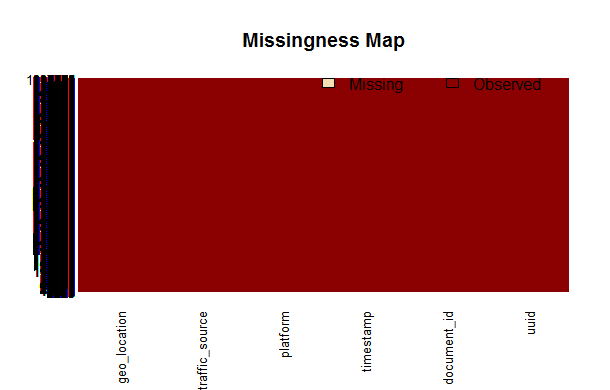 Missingness Map
Missing
Observed
geo_location
traffic_source
platform
timestamp
document_id
uuid